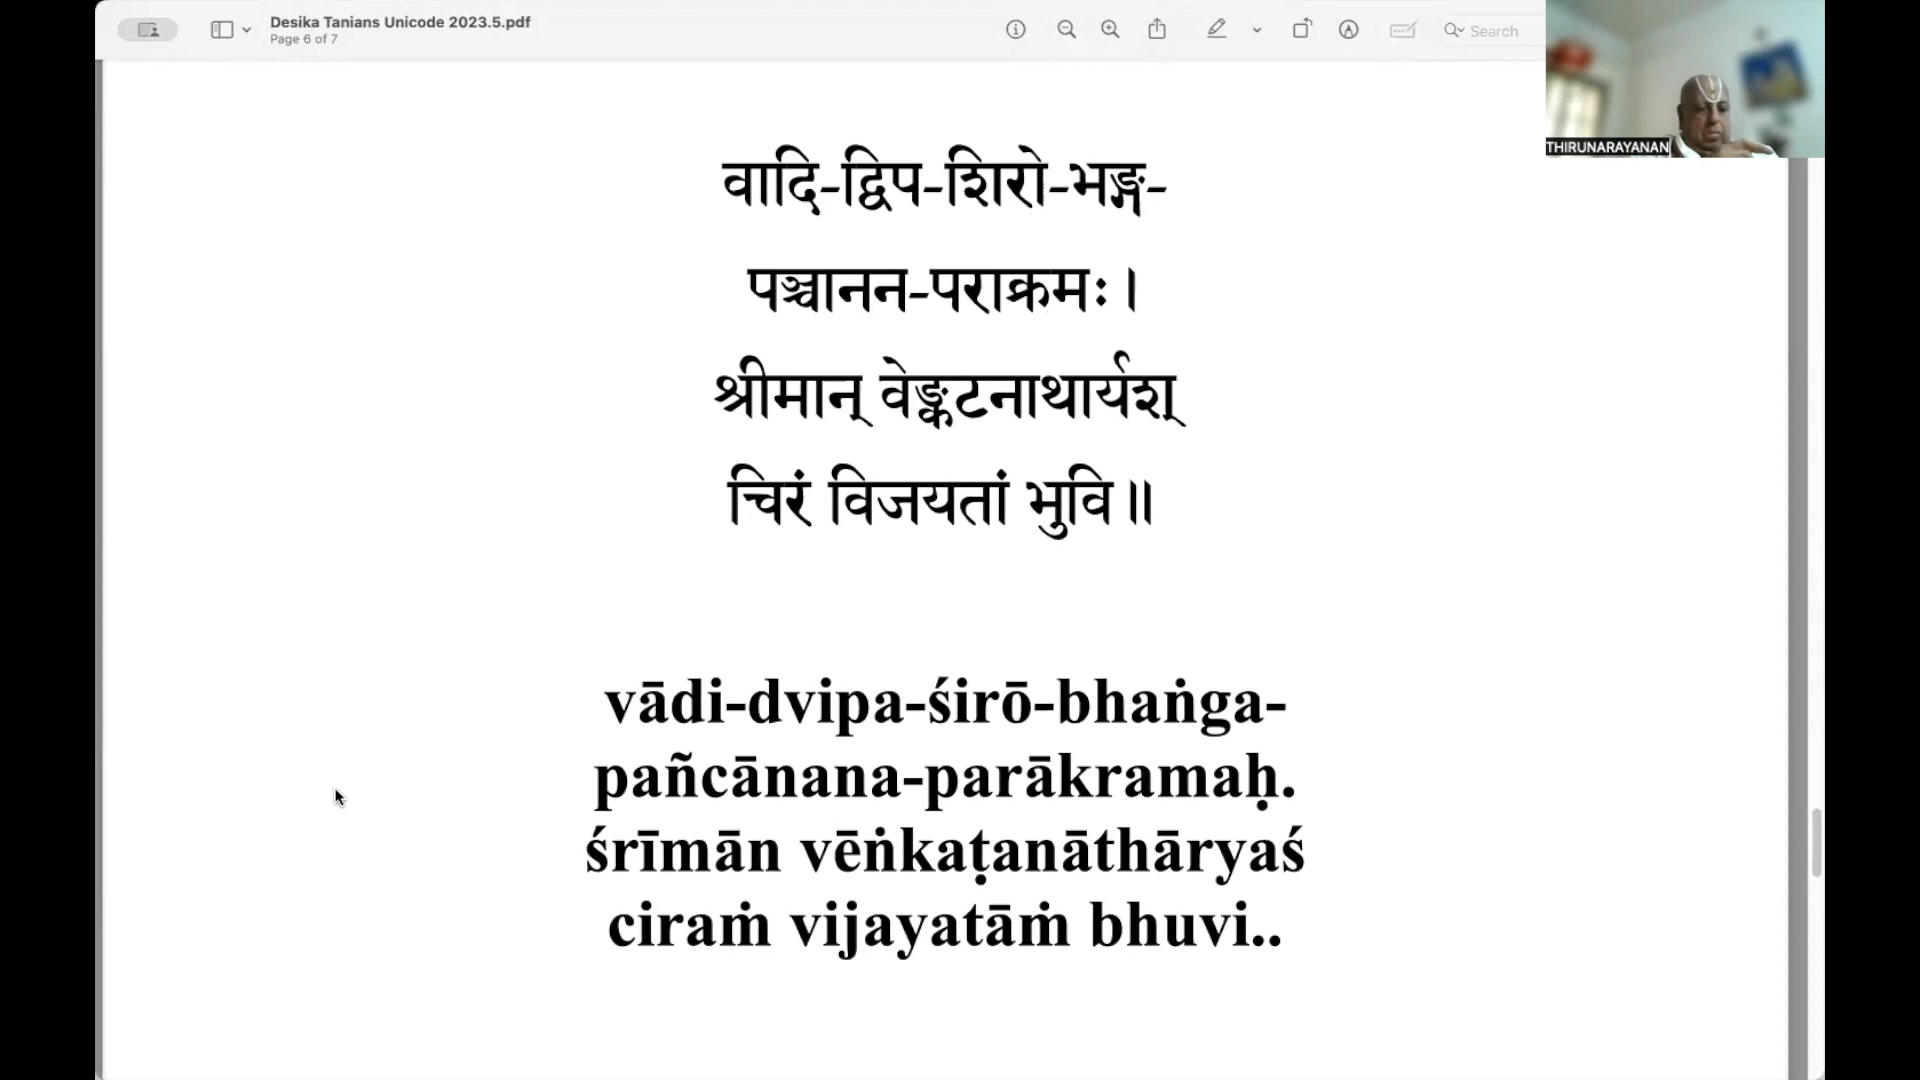 Desika Tanians Unicode 2023.5.pdf
Page 6 of 7
Search
THIRUNARAYANAN
वादि-द्विप-शिरो-भङ्ग-
पञ्चानन-पराक्रमः।
श्रीमान् वेङ्कटनाथार्यश्
चिरं विजयतां भुवि॥
vādi-dvipa-śirō-bhaṅga-
pañcānana-parākramaḥ.
śrīmān vēṅkaṭanāthāryaś
ciraṁ vijayatāṁ bhuvi..